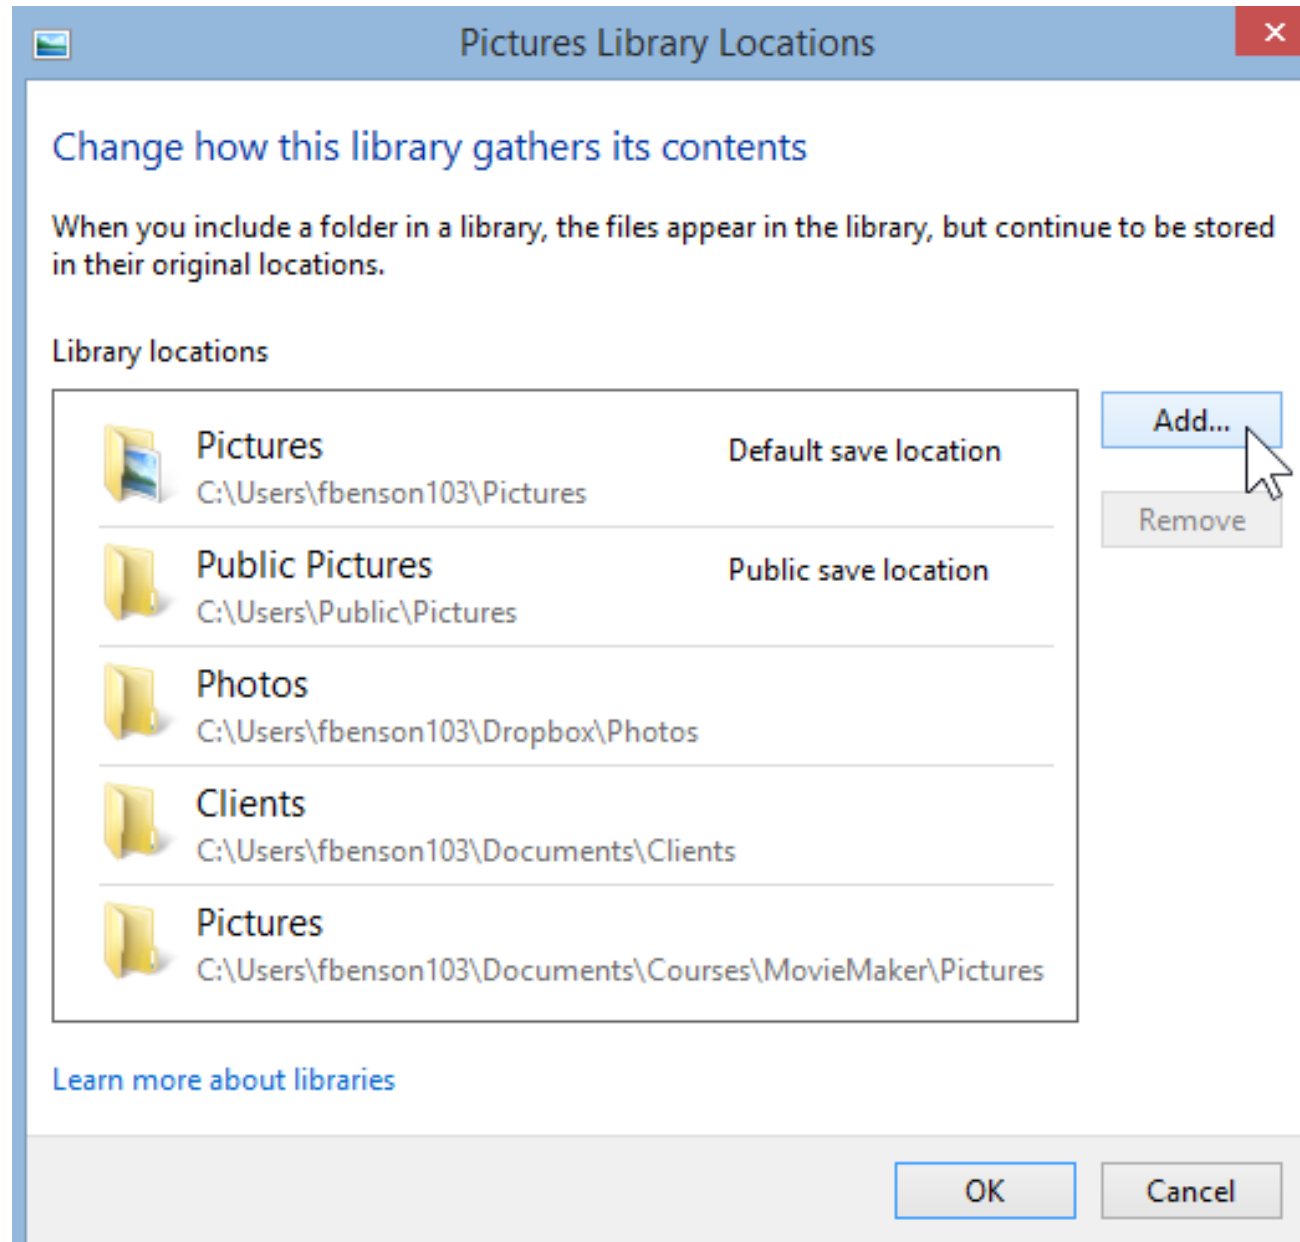 Pictures Library Locations
Change how this library gathers its contents
When you include a folder in a library, the files appear in the library, but continue to be stored
in their original locations.
Library locations
Pictures
Default save location
C:\Users\fbenson103\Pictures
Public Pictures
Public save location
C:\Users\Public\Pictures
Photos
C:\Users\fbenson103\Dropbox\Photos
Clients
C:\Users\fbenson103\Documents\Clients
Pictures
C:\Users\fbenson103\Documents\Courses\MovieMaker\Pictures
Add...
Remove
Learn more about libraries
OK
Cancel